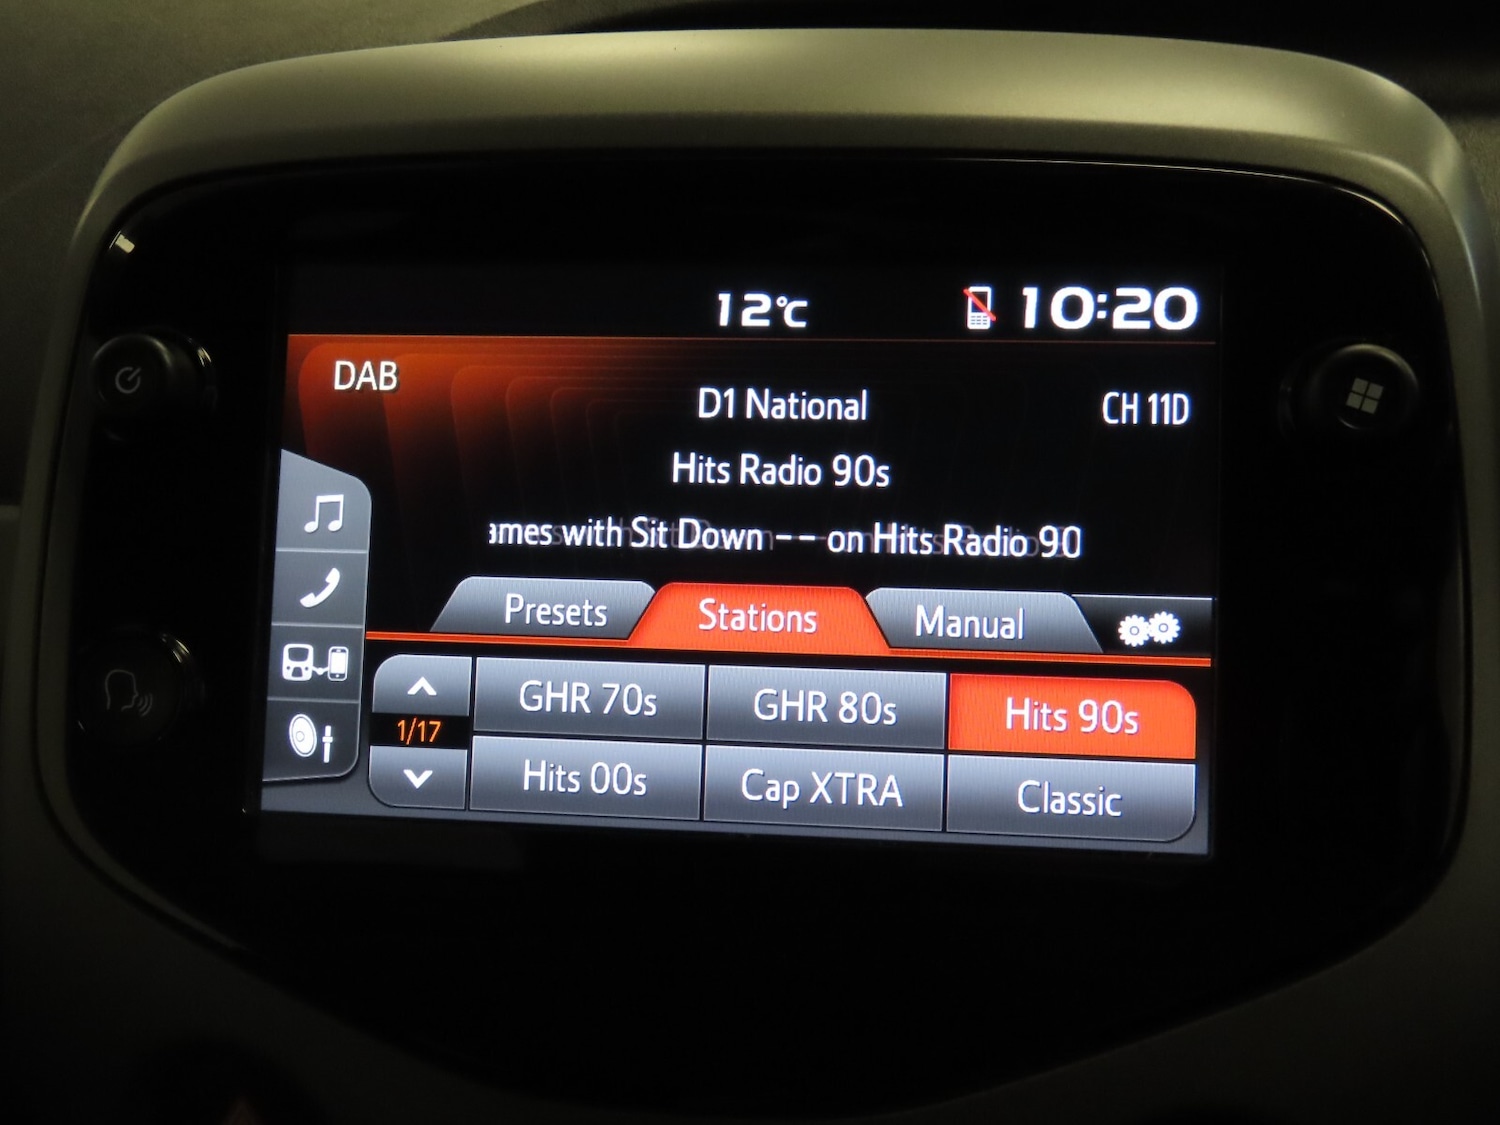 12°C
10:20
DAB
D1 National
CH 11D
Hits Radio 90s
ames with Sit Down -- on Hits Radio 90
Presets
Stations
Manual
1/17
GHR 70s
GHR 80s
Hits 90s
Hits 00s
Cap XTRA
Classic